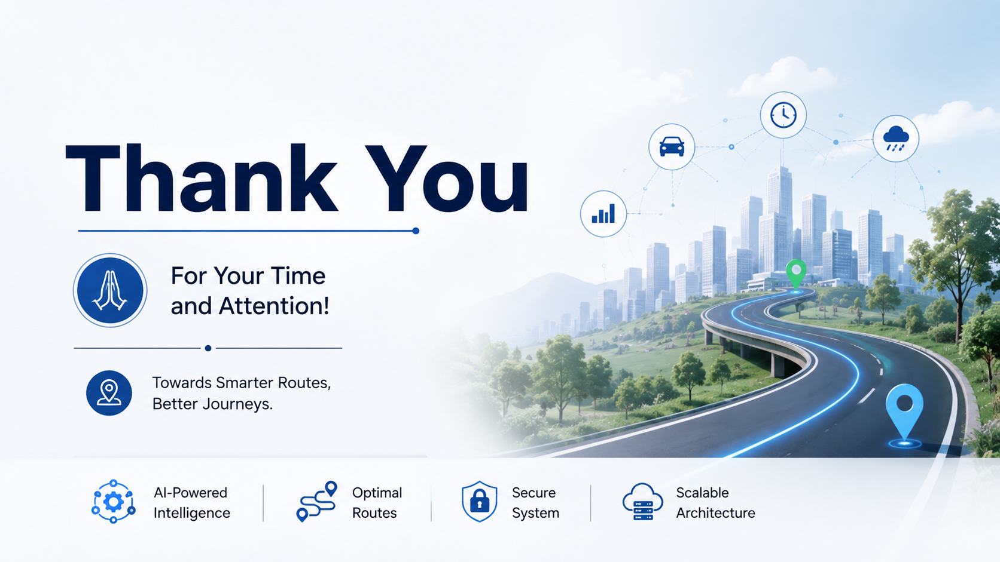 Thank You
For Your Time
and Attention!
Towards Smarter Routes,
Better Journeys.
AI-Powered
Intelligence
Optimal
Routes
Secure
System
Scalable
Architecture